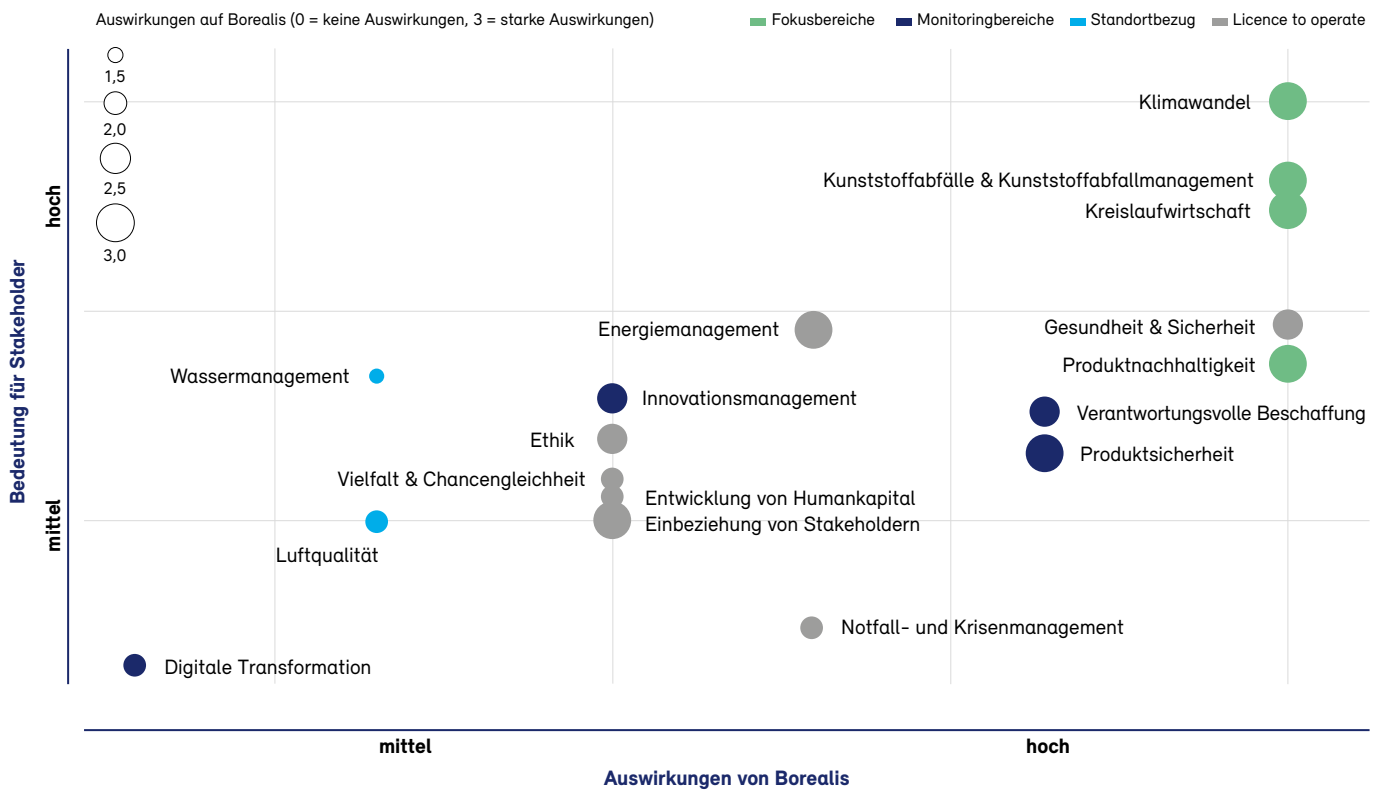 Auswirkungen auf Borealis (0 = keine Auswirkungen, 3 = starke Auswirkungen)
Fokusbereiche
Monitoringbereiche
Standortbezug
Licence to operate
1,5
2,0
2,5
3,0
Bedeutung für Stakeholder
hoch
mittel
Klimawandel
Kunststoffabfälle & Kunststoffabfallmanagement
Kreislaufwirtschaft
Energiemanagement
Gesundheit & Sicherheit
Produktnachhaltigkeit
Wassermanagement
Innovationsmanagement
Verantwortungsvolle Beschaffung
Ethik
Produktsicherheit
Vielfalt & Chancengleichheit
Entwicklung von Humankapital
Einbeziehung von Stakeholdern
Luftqualität
Notfall- und Krisenmanagement
Digitale Transformation
mittel
hoch
Auswirkungen von Borealis